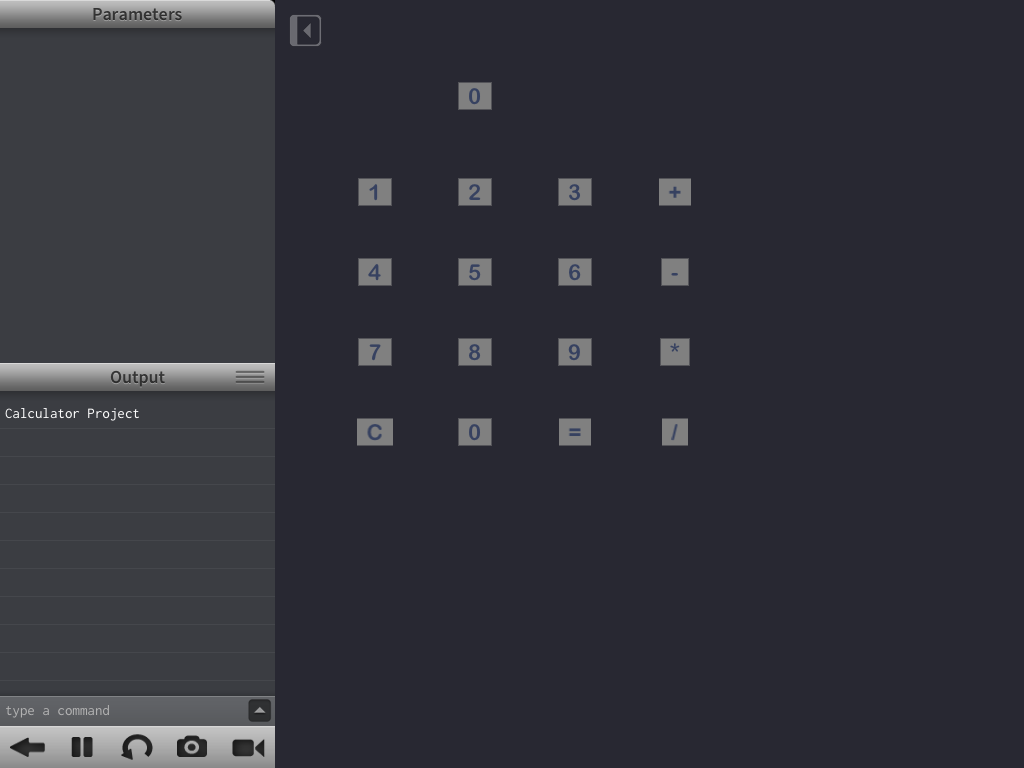 Parameters
0
1 2 3 +
4 5 6 -
7 8 9 *
C 0 = /
Output
Calculator Project
type a command